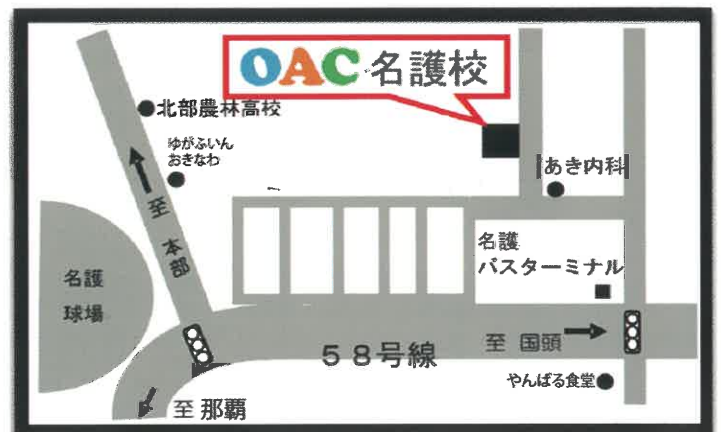 OAC 名護校
北部農林高校
ゆがふいん
おきなわ
至 本部
あき内科
名護
バスターミナル
名護
球場
58号線
至 国頭
やんばる食堂
至 那覇